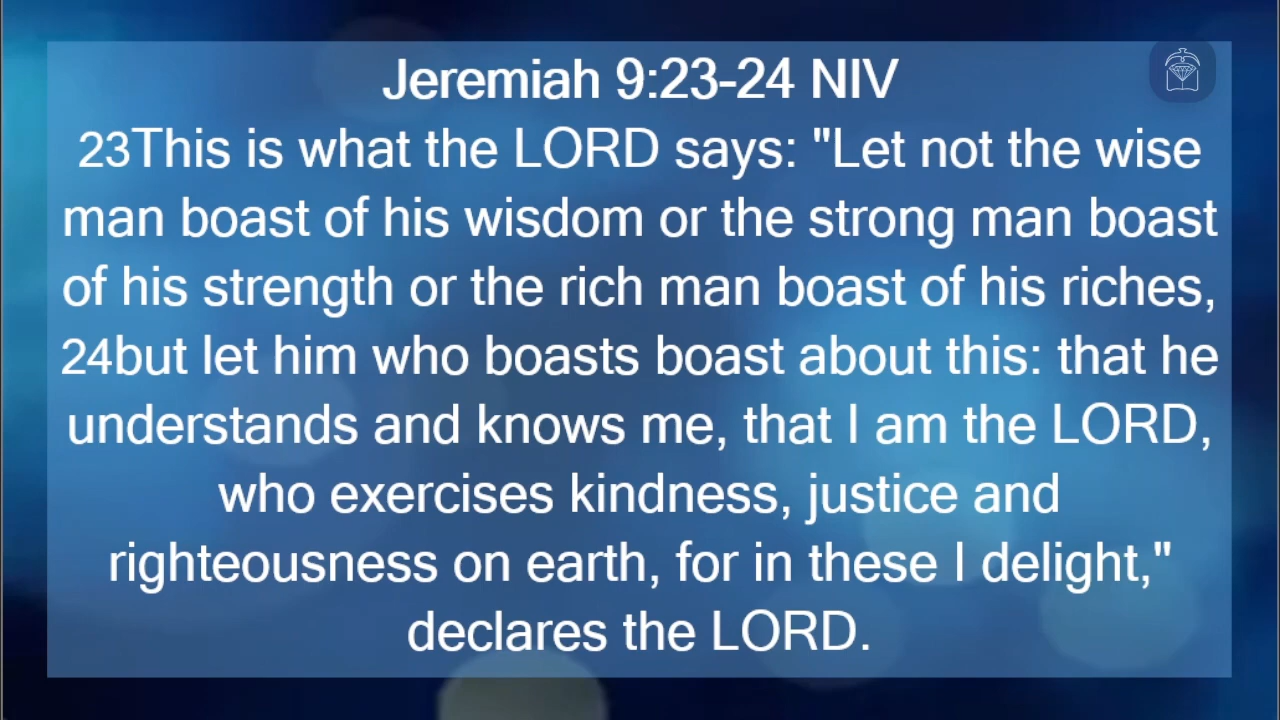 Jeremiah 9:23-24 NIV
23This is what the LORD says: "Let not the wise
man boast of his wisdom or the strong man boast
of his strength or the rich man boast of his riches,
24but let him who boasts boast about this: that he
understands and knows me, that I am the LORD,
who exercises kindness, justice and
righteousness on earth, for in these I delight,"
declares the LORD.